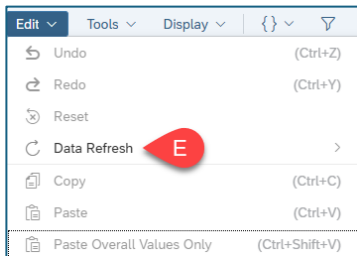 Edit Tools Display {}
Undo (Ctrl+Z)
Redo (Ctrl+Y)
Reset
Data Refresh E
Copy (Ctrl+C)
Paste (Ctrl+V)
Paste Overall Values Only (Ctrl+Shift+V)